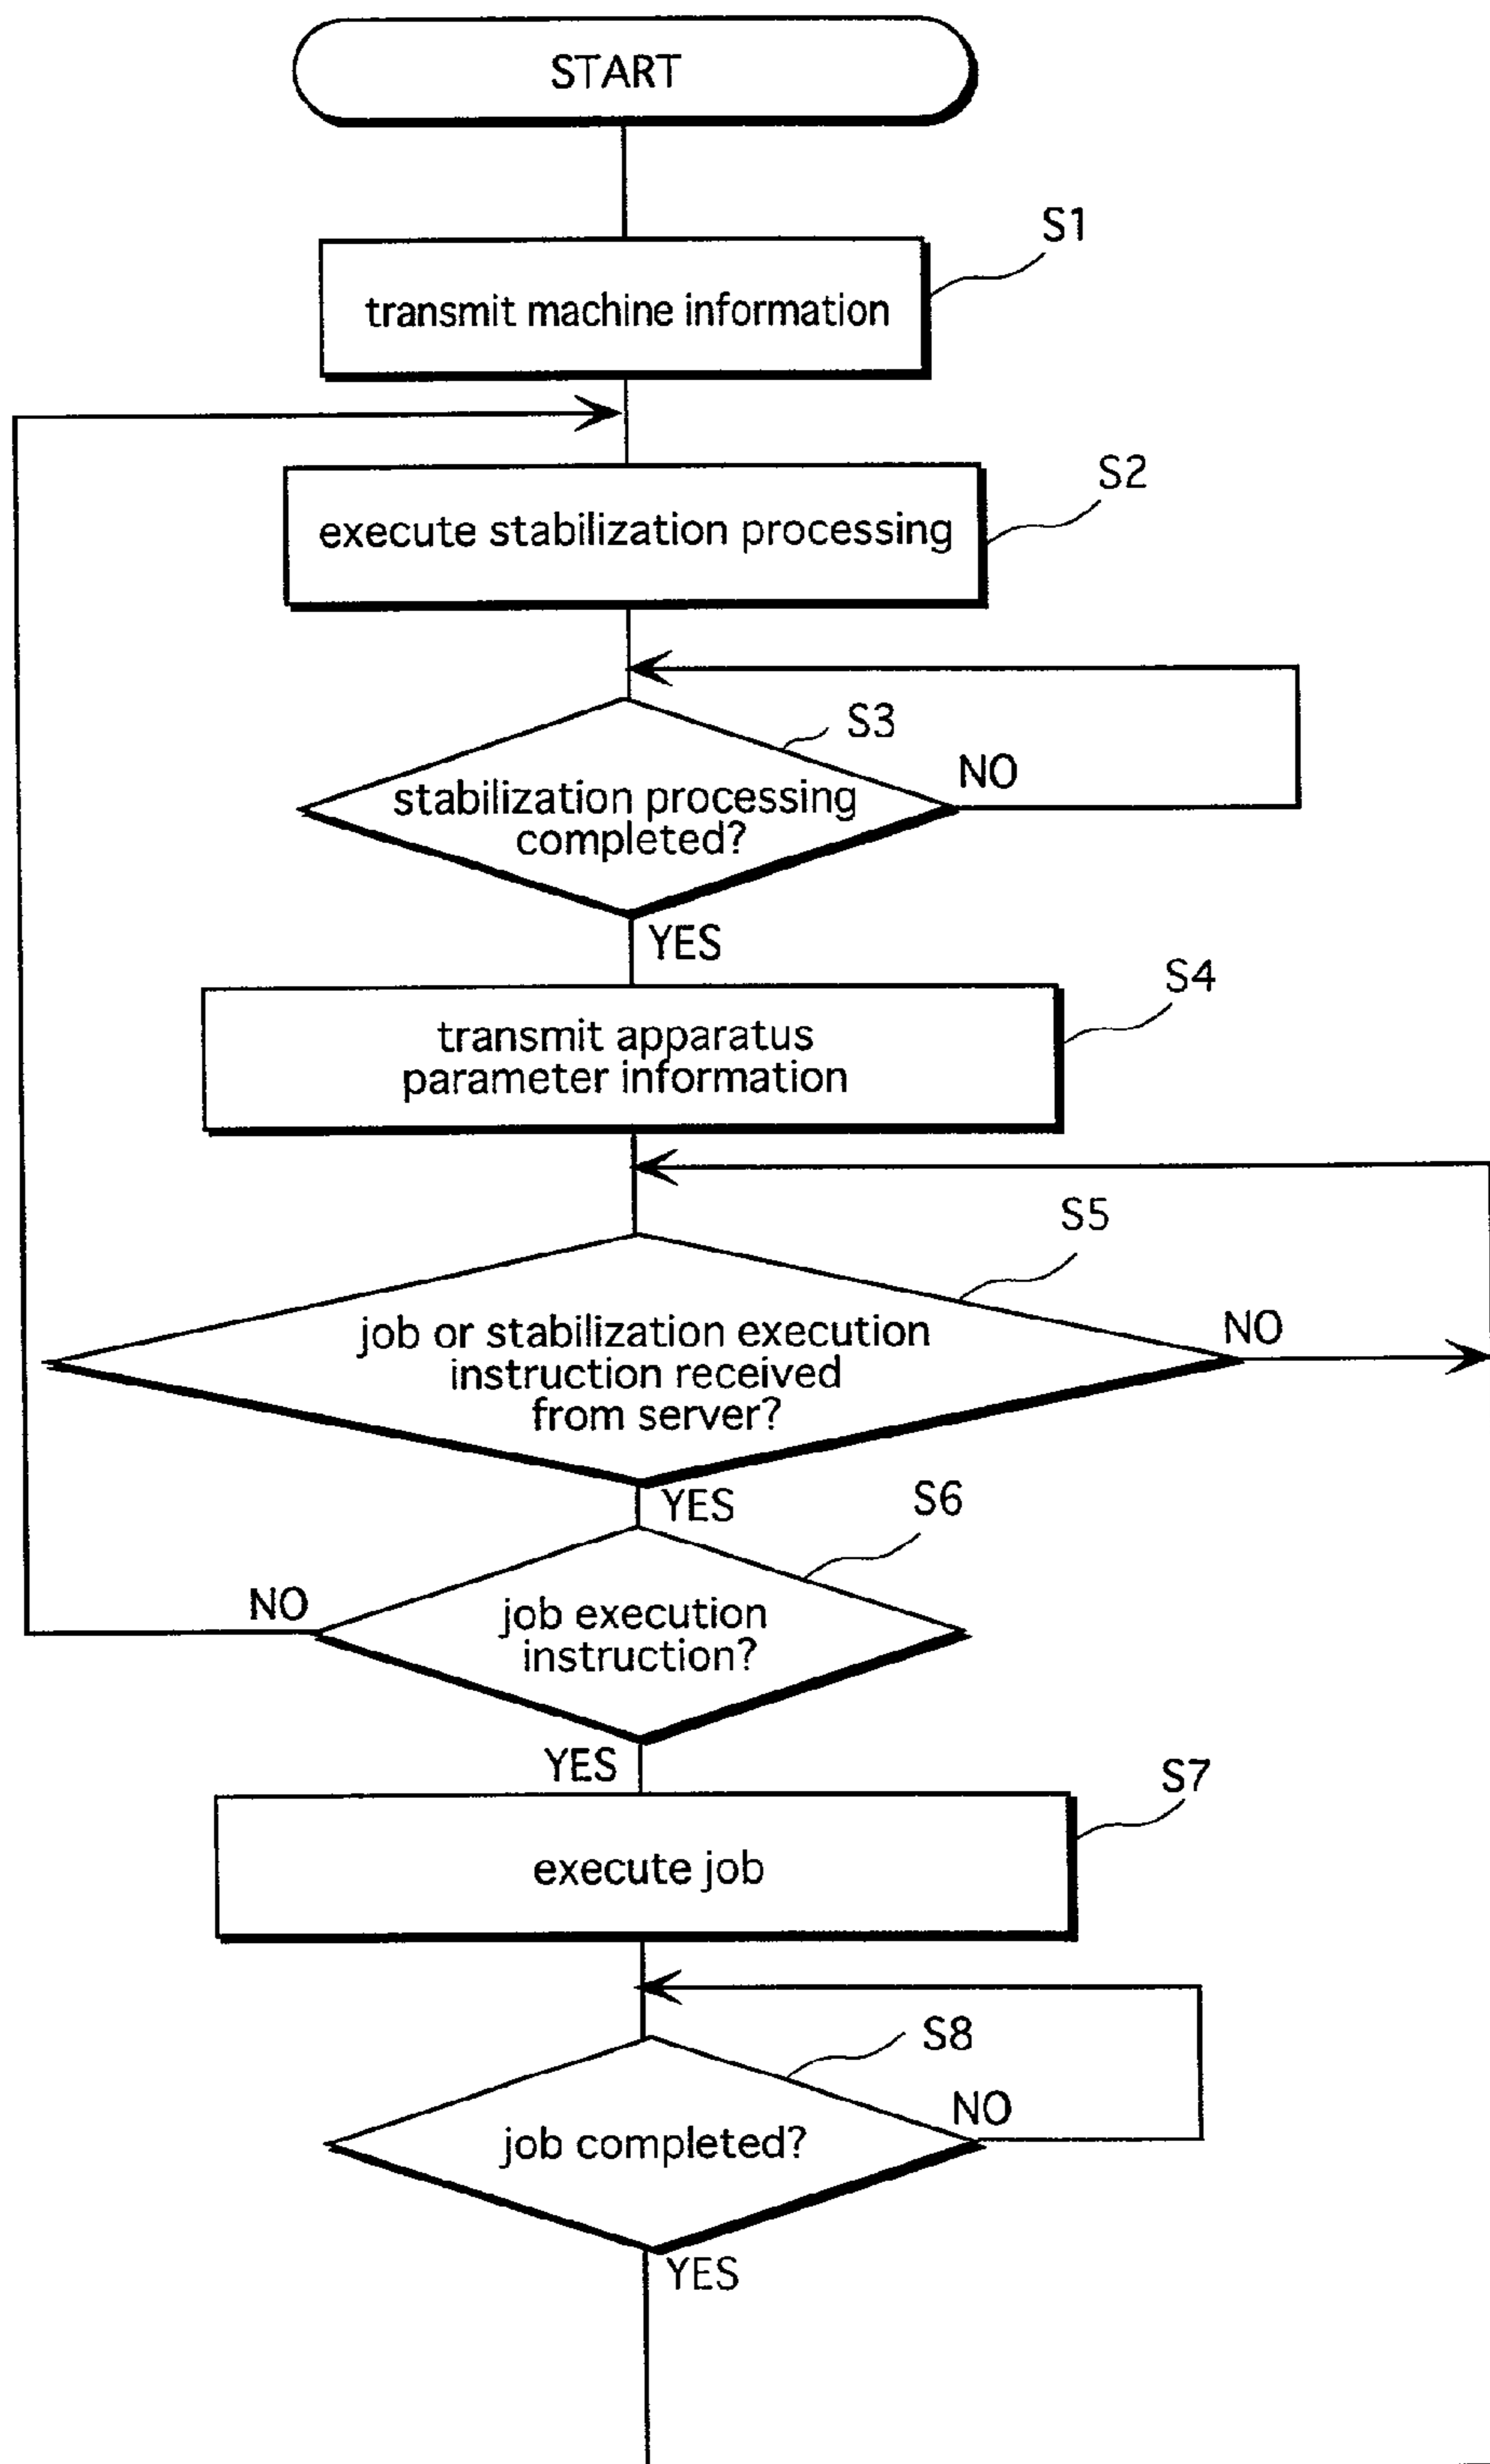 START
S1
transmit machine information
S2
execute stabilization processing
S3
NO
stabilization processing
completed?
YES
S4
transmit apparatus
parameter information
S5
NO
job or stabilization execution
instruction received
from server?
YES
S6
NO
job execution
instruction?
YES
S7
execute job
S8
NO
job completed?
YES